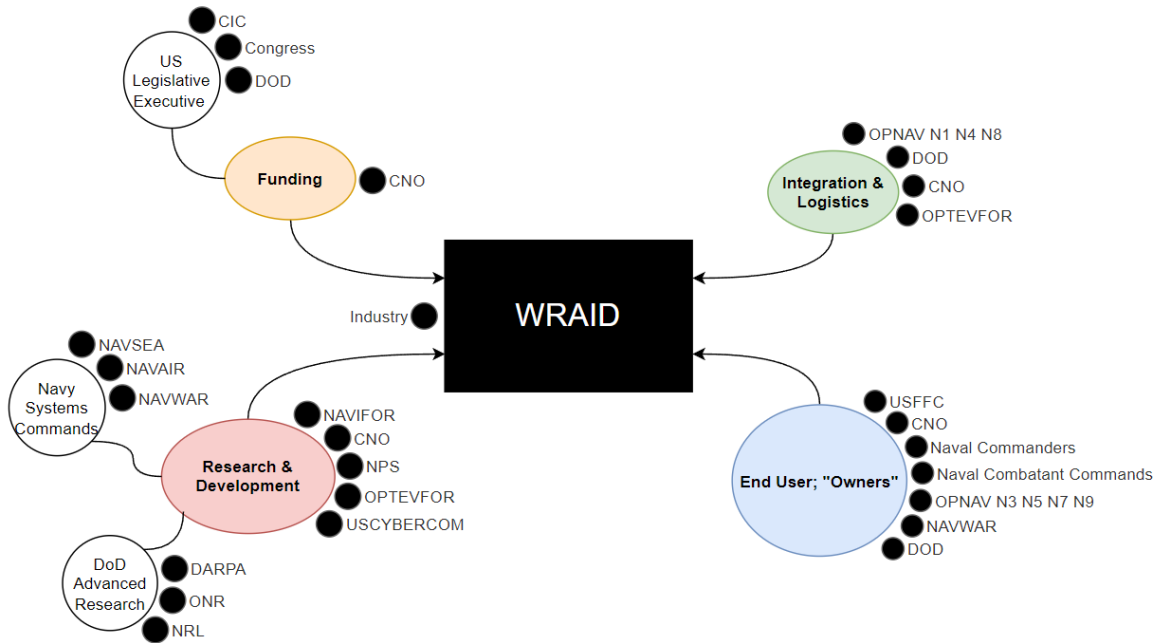 CIC
Congress
DOD
US
Legislative
Executive
Funding
CNO
OPNAV N1 N4 N8
DOD
CNO
OPTEVFOR
Integration &
Logistics
WRAID
Industry
NAVSEA
NAVAIR
NAVWAR
Navy
Systems
Commands
NAVIFOR
CNO
NPS
OPTEVFOR
USCYBERCOM
Research &
Development
DoD
Advanced
Research
DARPA
ONR
NRL
USFFC
CNO
Naval Commanders
Naval Combatant Commands
OPNAV N3 N5 N7 N9
NAVWAR
DOD
End User; "Owners"